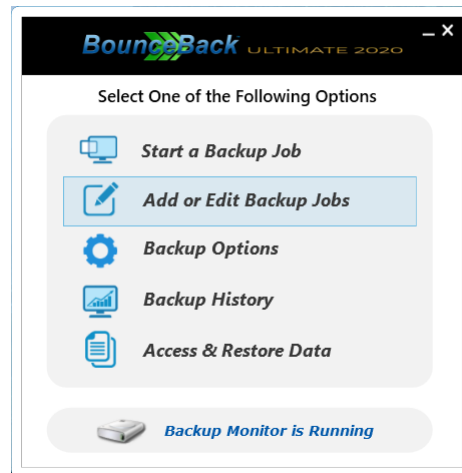 BounceBack ULTIMATE 2020
Select One of the Following Options
Start a Backup Job
Add or Edit Backup Jobs
Backup Options
Backup History
Access & Restore Data
Backup Monitor is Running